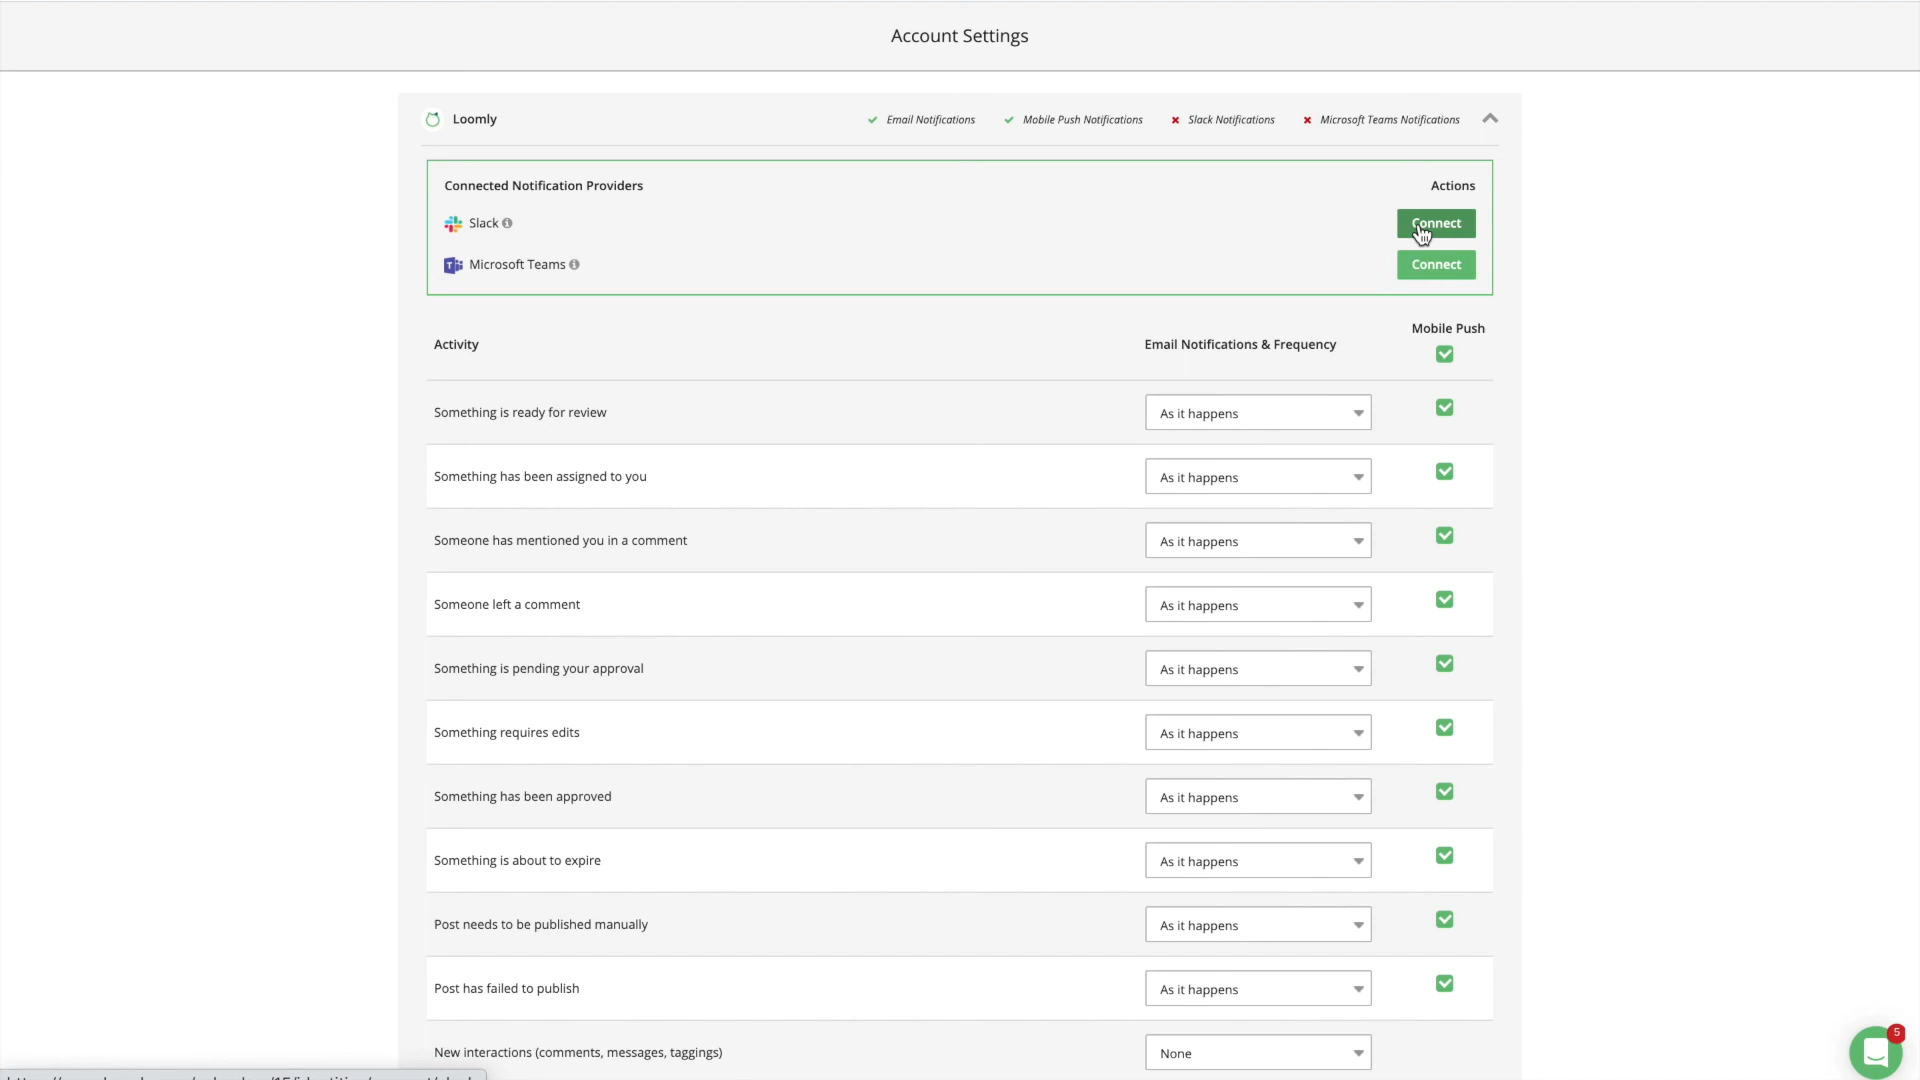 Account Settings
Loomly
Email Notifications
Mobile Push Notifications
Slack Notifications
Microsoft Teams Notifications
Connected Notification Providers
Actions
Slack
Connect
Microsoft Teams
Connect
Activity
Email Notifications & Frequency
Mobile Push
Something is ready for review
As it happens
Something has been assigned to you
As it happens
Someone has mentioned you in a comment
As it happens
Someone left a comment
As it happens
Something is pending your approval
As it happens
Something requires edits
As it happens
Something has been approved
As it happens
Something is about to expire
As it happens
Post needs to be published manually
As it happens
Post has failed to publish
As it happens
New interactions (comments, messages, taggings)
None
5